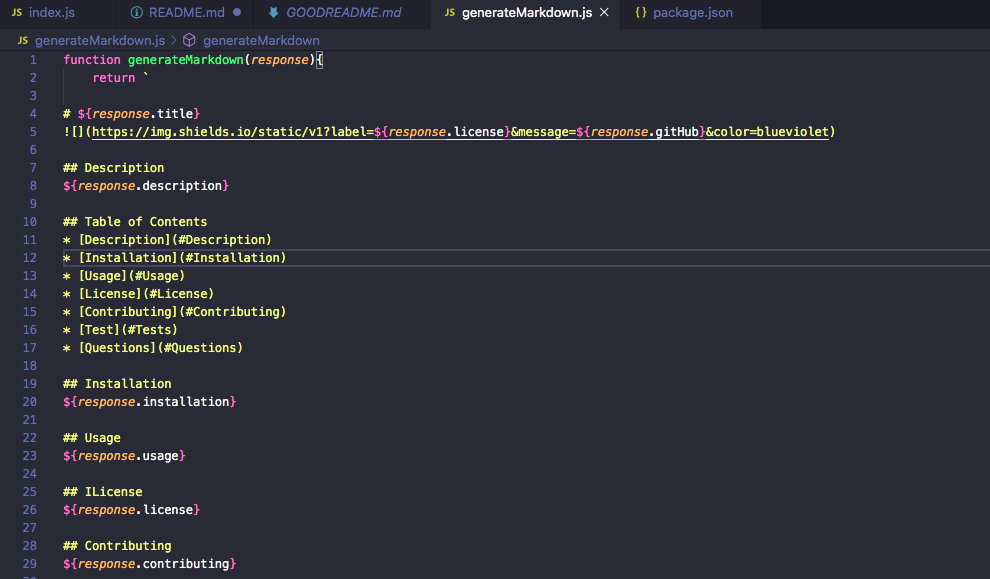 JS index.js README.md GOODREADME.md JS generateMarkdown.js × {} package.json
JS generateMarkdown.js > generateMarkdown
1 function generateMarkdown(response){
2 return `
3
4 # ${response.title}
5 ![](https://img.shields.io/static/v1?label=${response.license}&message=${response.gitHub}&color=blueviolet)
6
7 ## Description
8 ${response.description}
9
10 ## Table of Contents
11 * [Description](#Description)
12 * [Installation](#Installation)
13 * [Usage](#Usage)
14 * [License](#License)
15 * [Contributing](#Contributing)
16 * [Test](#Tests)
17 * [Questions](#Questions)
18
19 ## Installation
20 ${response.installation}
21
22 ## Usage
23 ${response.usage}
24
25 ## ILicense
26 ${response.license}
27
28 ## Contributing
29 ${response.contributing}